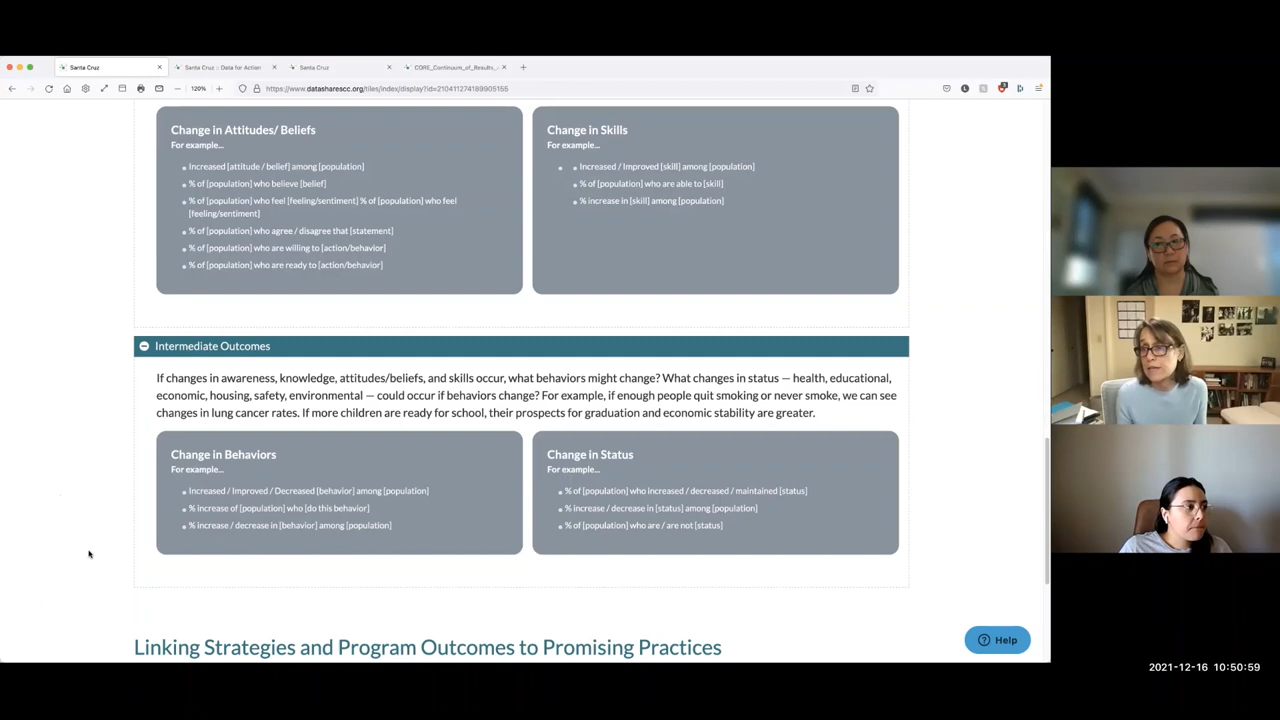 Santa Cruz
Santa Cruz :: Data for Action
Santa Cruz
CORE_Continuum_of_Results_
120%
https://www.datasharescc.org/tiles/index/display?id=210411274189905155
Change in Attitudes/ Beliefs
For example...
Increased [attitude / belief] among [population]
% of [population] who believe [belief]
% of [population] who feel [feeling/sentiment] % of [population] who feel
[feeling/sentiment]
% of [population] who agree / disagree that [statement]
% of [population] who are willing to [action/behavior]
% of [population] who are ready to [action/behavior]
Change in Skills
For example...
Increased / Improved [skill] among [population]
% of [population] who are able to [skill]
% increase in [skill] among [population]
Intermediate Outcomes
If changes in awareness, knowledge, attitudes/beliefs, and skills occur, what behaviors might change? What changes in status — health, educational,
economic, housing, safety, environmental — could occur if behaviors change? For example, if enough people quit smoking or never smoke, we can see
changes in lung cancer rates. If more children are ready for school, their prospects for graduation and economic stability are greater.
Change in Behaviors
For example...
Increased / Improved / Decreased [behavior] among [population]
% increase of [population] who [do this behavior]
% increase / decrease in [behavior] among [population]
Change in Status
For example...
% of [population] who increased / decreased / maintained [status]
% increase / decrease in [status] among [population]
% of [population] who are / are not [status]
Linking Strategies and Program Outcomes to Promising Practices
Help
2021-12-16 10:50:59